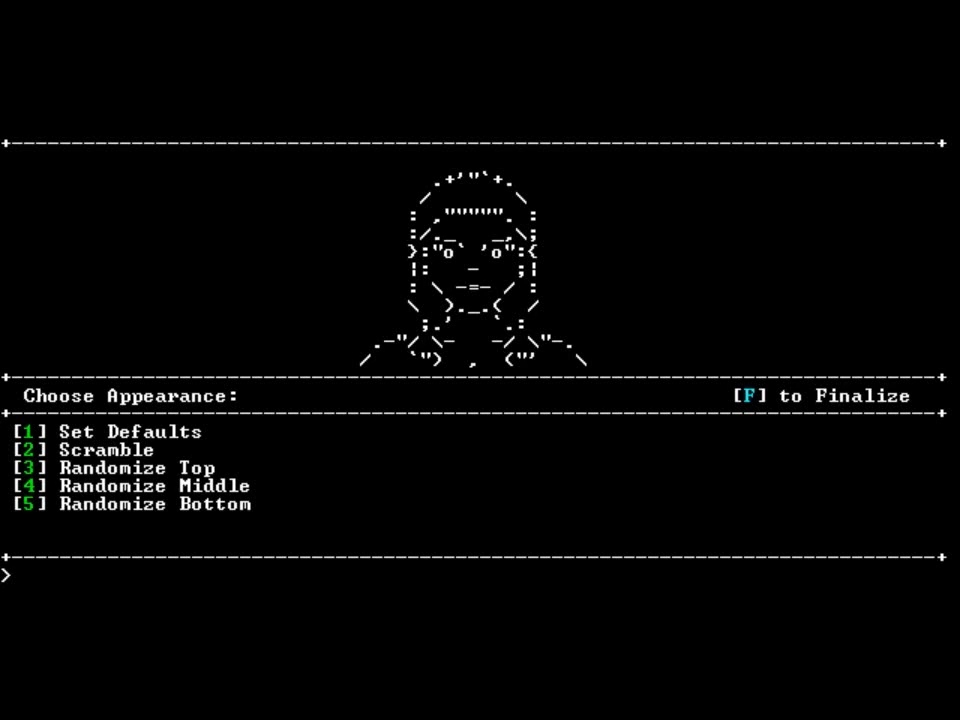 Choose Appearance: [F] to Finalize
[1] Set Defaults
[2] Scramble
[3] Randomize Top
[4] Randomize Middle
[5] Randomize Bottom
>